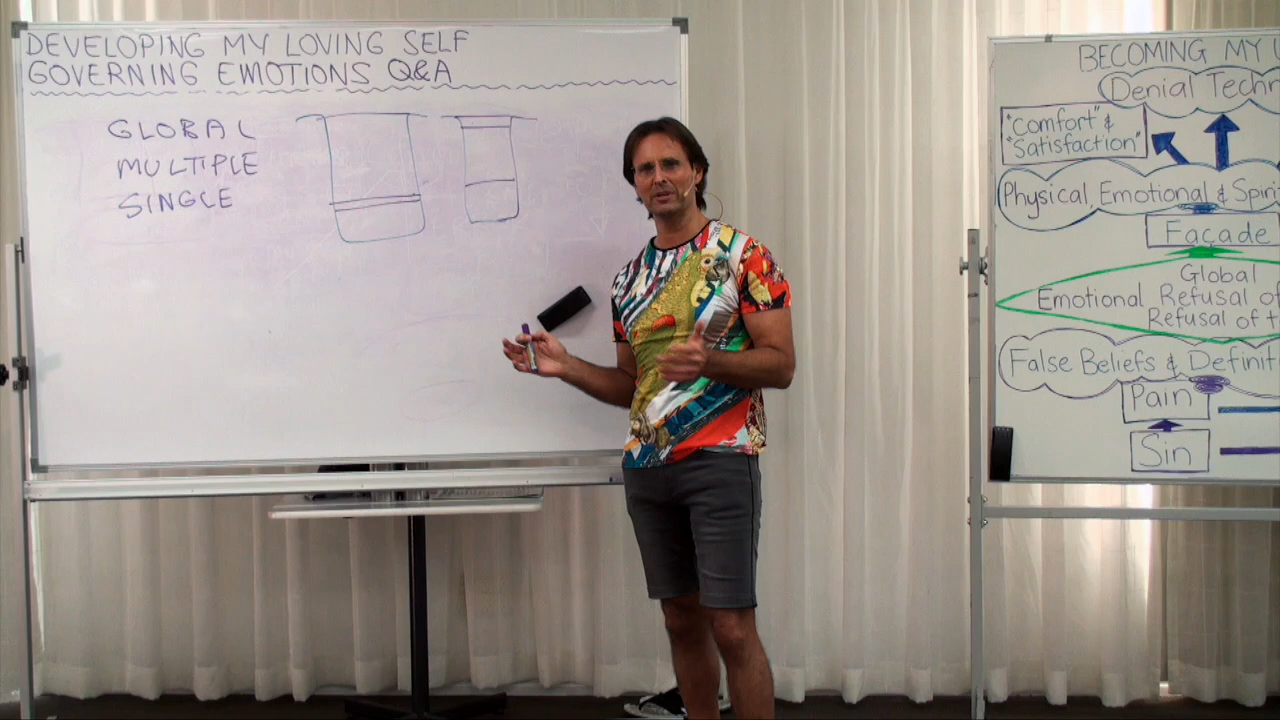 DEVELOPING MY LOVING SELF
GOVERNING EMOTIONS Q&A
GLOBAL
MULTIPLE
SINGLE
BECOMING MY
Denial Techn
"Comfort" &
"Satisfaction"
Physical, Emotional & Spiri
Façade
Global
Emotional Refusal of
Refusal of t
False Beliefs & Definit
Pain
Sin